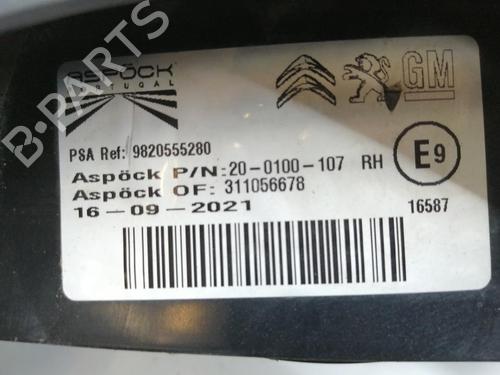 aspöck
PORTUGAL
GM
PSA Ref: 9820555280
Aspöck P/N:20-0100-107 RH
E9
Aspöck OF: 311056678
16-09-2021
16587
B-PARTS